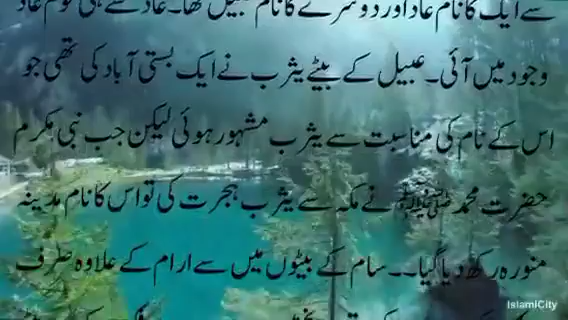 سے ایک کا نام عاد اور دوسرے کا نام عبیل تھا۔ عاد سے ہی قوم عاد
وجود میں آئی۔ عبیل کے بیٹے یثرب نے ایک بستی آباد کی تھی جو
اس کے نام کی مناسبت سے یثرب مشہور ہوئی لیکن جب نبی مکرم
حضرت محمد ﷺ نے مکہ سے یثرب ہجرت کی تو اس کا نام مدینہ
منورہ رکھ دیا گیا۔۔ سام کے بیٹوں میں سے ارام کے علاوہ صرف
IslamiCity